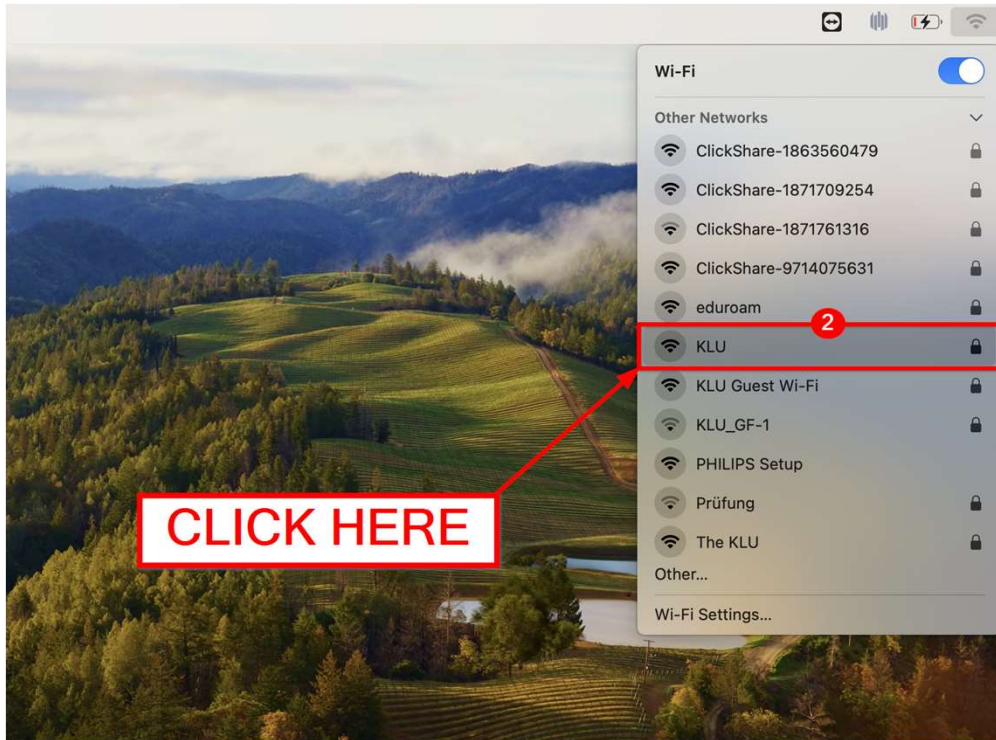 Wi-Fi
Other Networks
ClickShare-1863560479
ClickShare-1871709254
ClickShare-1871761316
ClickShare-9714075631
eduroam
2
KLU
KLU Guest Wi-Fi
KLU_GF-1
PHILIPS Setup
Prüfung
CLICK HERE
The KLU
Other...
Wi-Fi Settings...